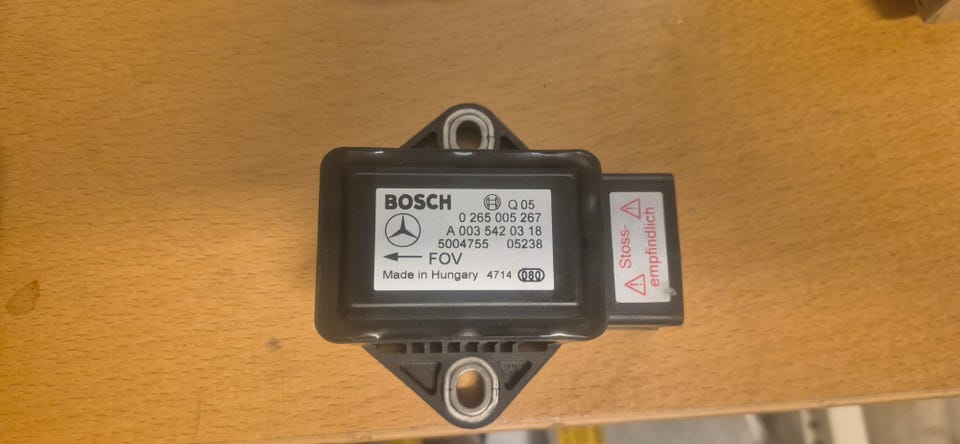 BOSCH Q 05
0 265 005 267
A 003 542 03 18
5004755 05238
FOV
Made in Hungary 4714 080
Stoss-
empfindlich